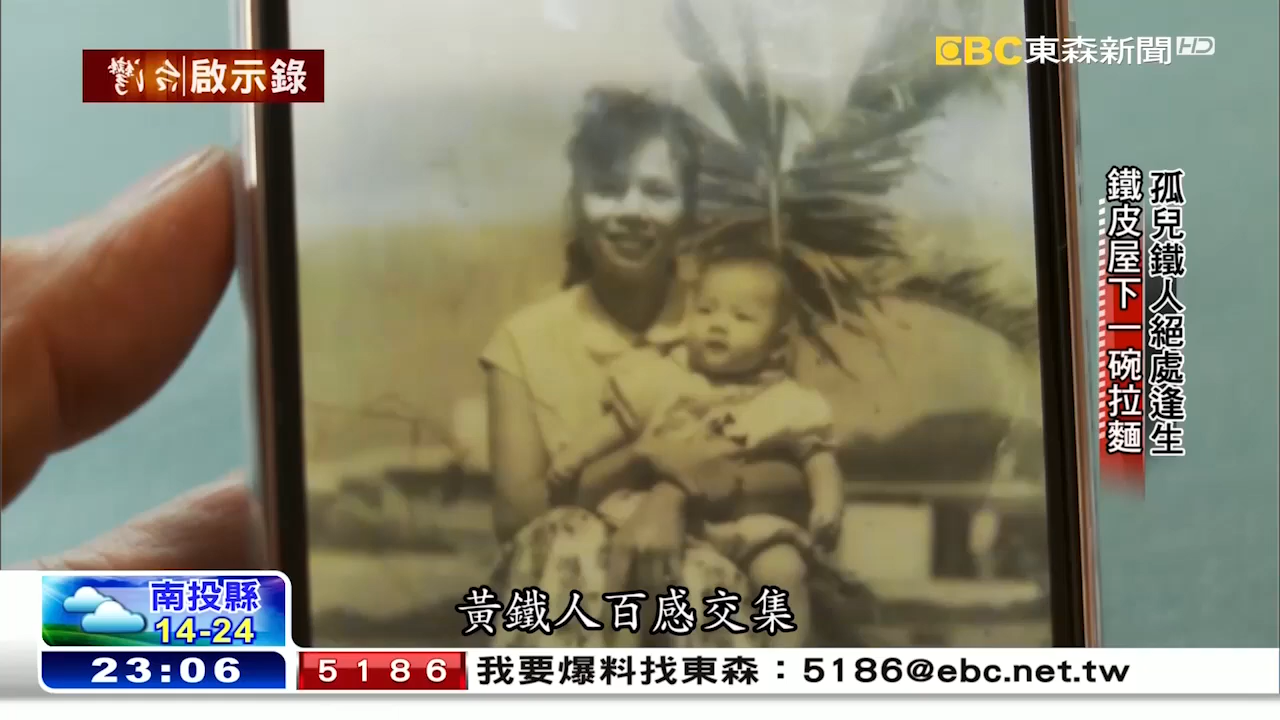 啟示錄
EBC東森新聞HD
孤兒鐵人絕處逢生
鐵皮屋下一碗拉麵
黃鐵人百感交集
南投縣
14-24
23:06
5186
我要爆料找東森：5186@ebc.net.tw